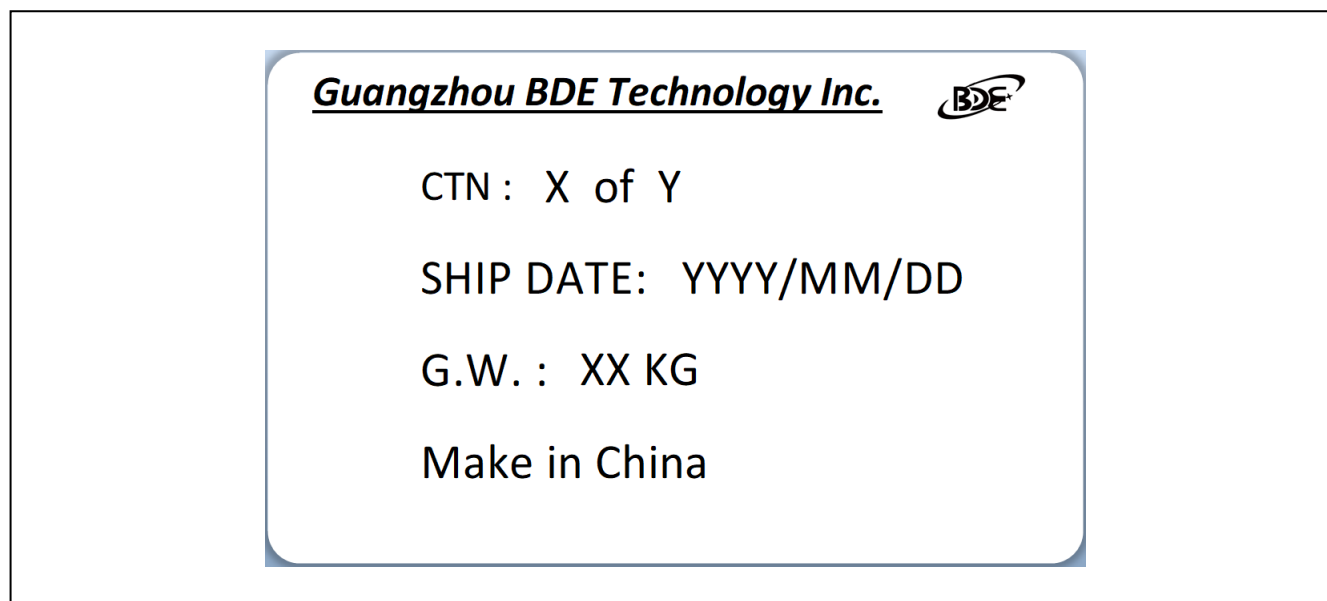 Guangzhou BDE Technology Inc. BDE
CTN : X of Y
SHIP DATE: YYYY/MM/DD
G.W. : XX KG
Make in China